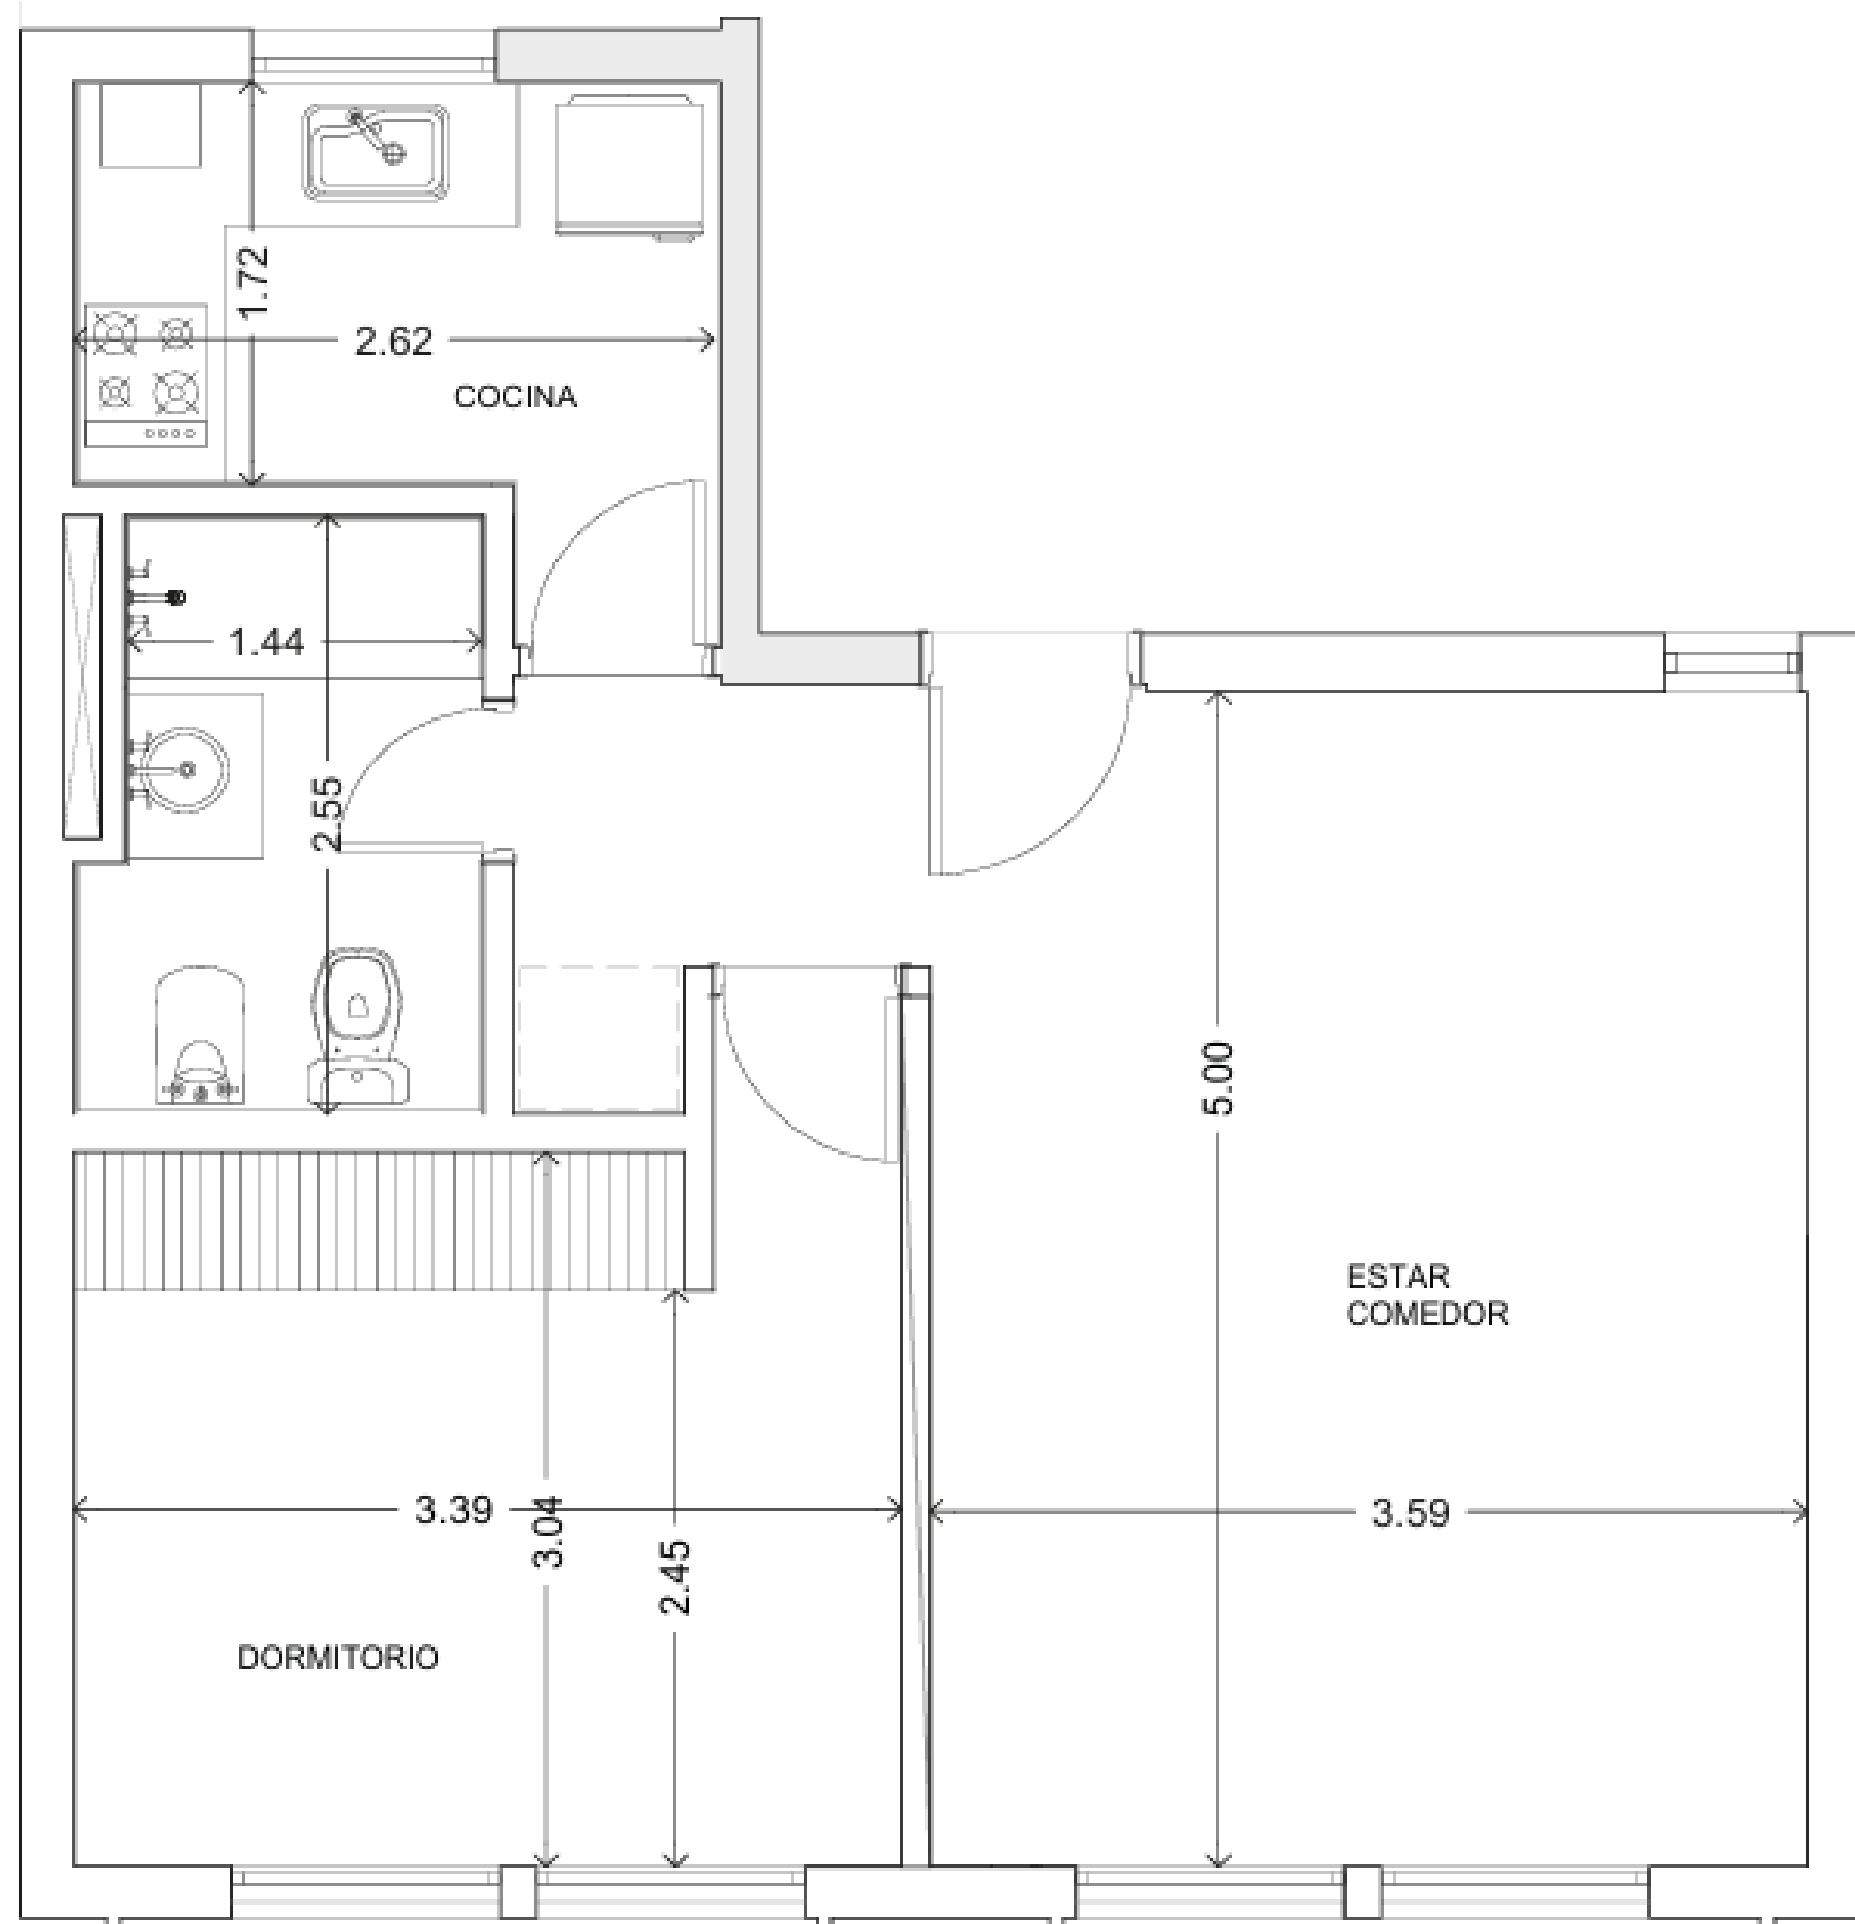 1.72
2.62
COCINA
1.44
2.55
5.00
ESTAR
COMEDOR
3.39
3.04
2.45
3.59
DORMITORIO